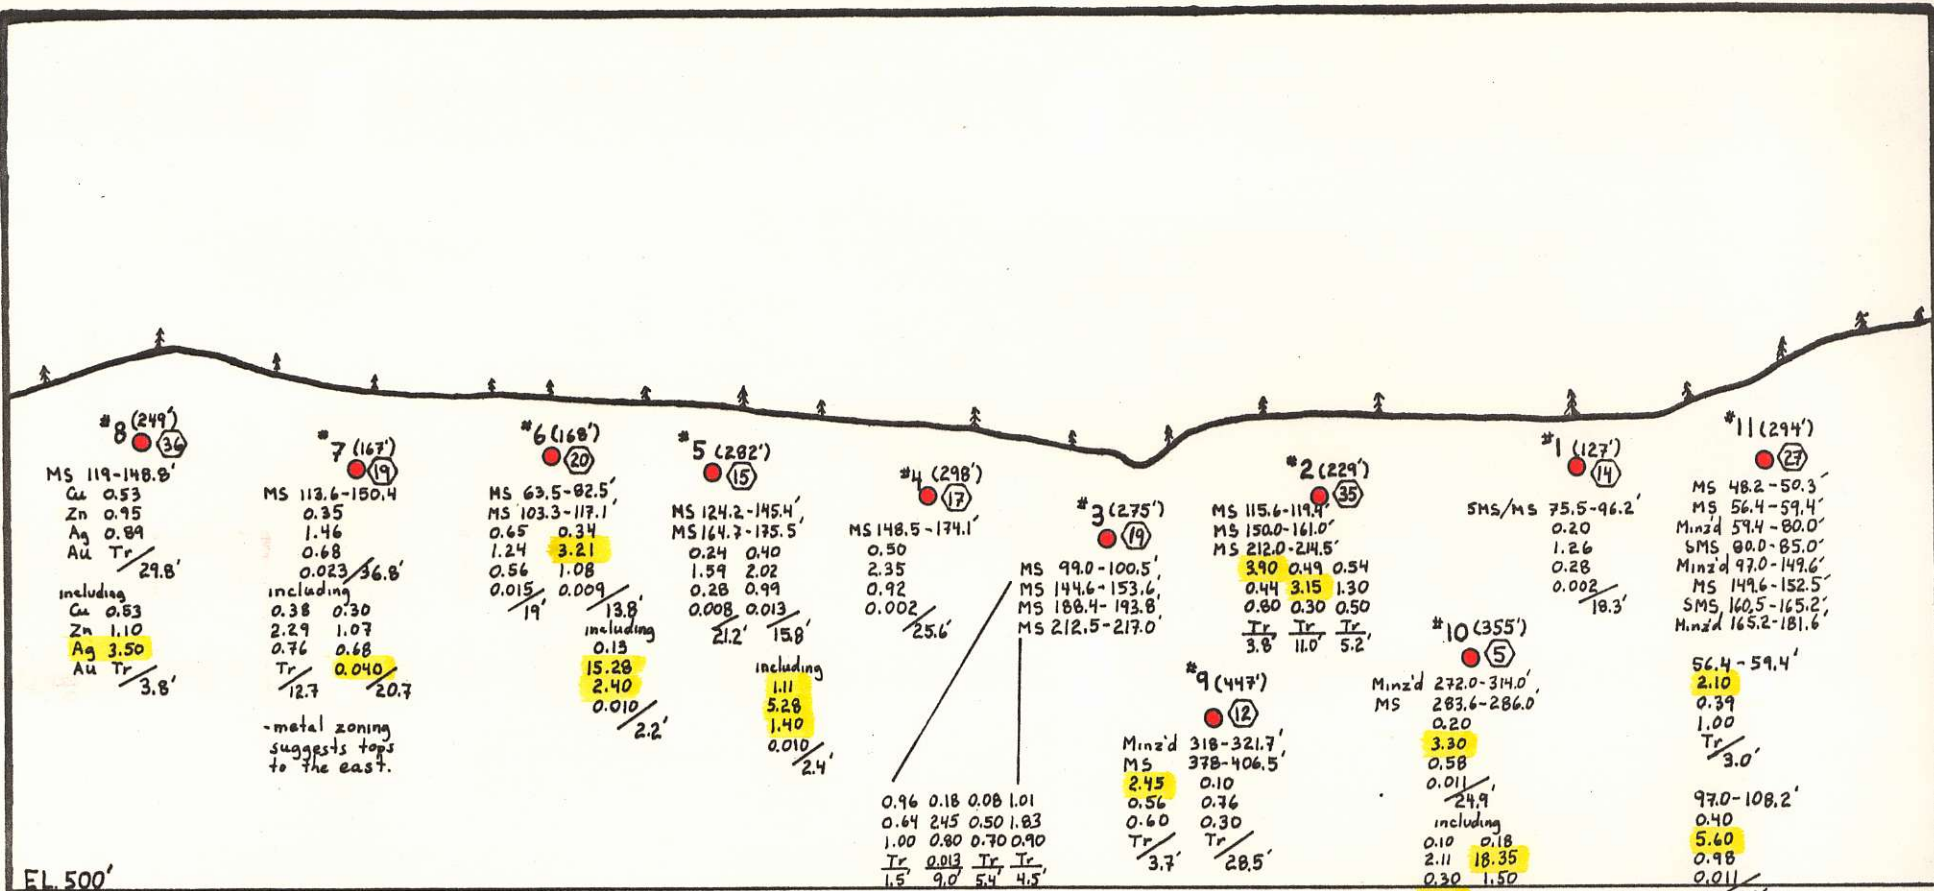 #8 (249')
36
MS 119-148.8'
Cu 0.53
Zn 0.95
Ag 0.89
Au Tr/29.8'
including
Cu 0.53
Zn 1.10
Ag 3.50
Au Tr/3.8'
#7 (167')
19
MS 113.6-150.4
0.35
1.46
0.68
0.023/36.8'
including
0.38 0.30
2.29 1.07
0.76 0.68
Tr/12.7 0.040/20.7
-metal zoning
suggests tops
to the east.
#6 (168')
20
MS 63.5-82.5'
MS 103.3-117.1'
0.65 0.34
1.24 3.21
0.56 1.08
0.015/19' 0.009/13.8'
including
0.13
15.28
2.40
0.010/2.2'
#5 (282')
15
MS 124.2-145.4'
MS 164.7-175.5'
0.24 0.40
1.59 2.02
0.28 0.99
0.008/21.2' 0.013/15.8'
including
1.11
5.28
1.40
0.010/2.4'
#4 (298')
17
MS 148.5-174.1'
0.50
2.35
0.92
0.002/25.6'
#3 (275')
19
MS 99.0-100.5'
MS 144.6-153.6'
MS 188.4-193.8'
MS 212.5-217.0'
0.96 0.18 0.08 1.01
0.64 2.45 0.50 1.83
1.00 0.80 0.70 0.90
Tr 0.013 Tr Tr
1.5' 9.0' 5.4' 4.5'
#2 (229')
35
MS 115.6-119.4'
MS 150.0-161.0'
MS 212.0-214.5'
3.90 0.49 0.54
0.44 3.15 1.30
0.80 0.30 0.50
Tr Tr Tr
3.8' 11.0' 5.2'
#9 (447')
12
Minz'd 318-321.7'
MS 378-406.5'
2.45 0.10
0.56 0.76
0.60 0.30
Tr/3.7' Tr/28.5'
#1 (127')
14
SMS/MS 75.5-96.2'
0.20
1.26
0.28
0.002/18.3'
#10 (355')
5
Minz'd 272.0-314.0'
MS 283.6-286.0'
0.20
3.30
0.58
0.011/24.9'
including
0.10 0.18
2.11 18.35
0.30 1.50
#11 (294')
27
MS 48.2-50.3'
MS 56.4-59.4'
Minz'd 59.4-80.0'
SMS 80.0-85.0'
Minz'd 97.0-149.6'
MS 149.6-152.5'
SMS 160.5-165.2'
Minz'd 165.2-181.6'
56.4-59.4'
2.10
0.39
1.00
Tr/3.0'
97.0-108.2'
0.40
5.60
0.98
0.011/
EL. 500'